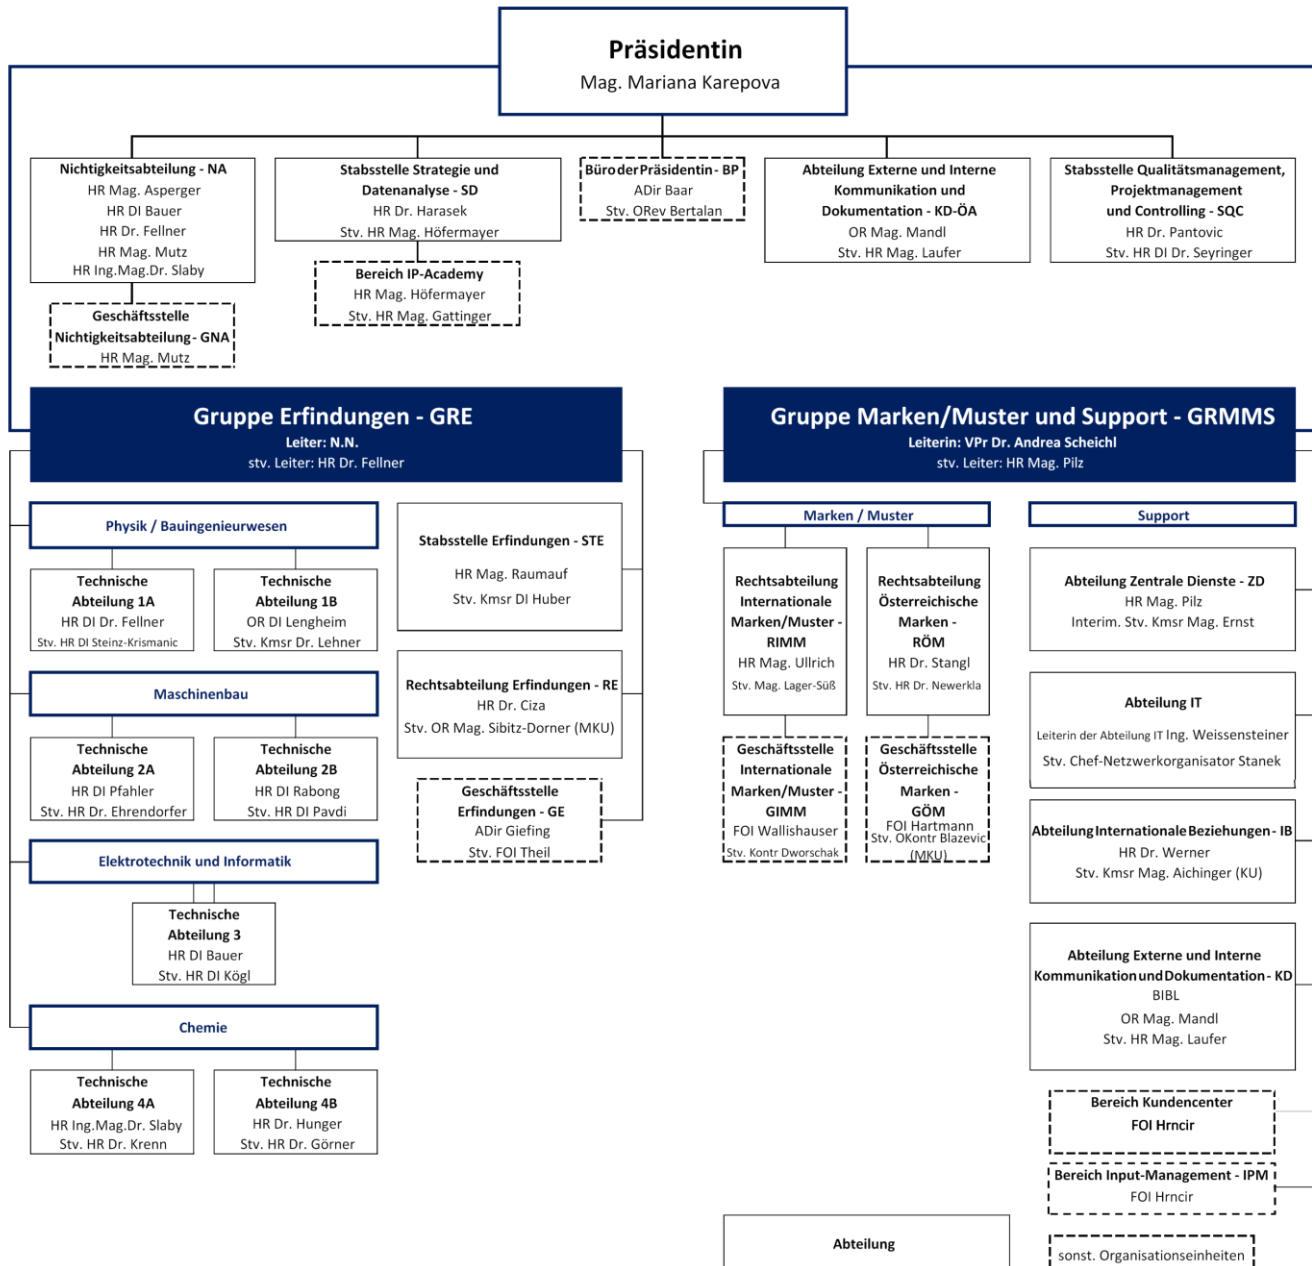 Präsidentin
Mag. Mariana Karepova
Nichtigkeitsabteilung - NA
HR Mag. Asperger
HR DI Bauer
HR Dr. Fellner
HR Mag. Mutz
HR Ing.Mag.Dr. Slaby
Geschäftsstelle
Nichtigkeitsabteilung - GNA
HR Mag. Mutz
Stabsstelle Strategie und
Datenanalyse - SD
HR Dr. Harasek
Stv. HR Mag. Höfermayer
Bereich IP-Academy
HR Mag. Höfermayer
Stv. HR Mag. Gattinger
Büro der Präsidentin - BP
ADir Baar
Stv. ORev Bertalan
Abteilung Externe und Interne
Kommunikation und
Dokumentation - KD-ÖA
OR Mag. Mandl
Stv. HR Mag. Laufer
Stabsstelle Qualitätsmanagement,
Projektmanagement
und Controlling - SQC
HR Dr. Pantovic
Stv. HR DI Dr. Seyringer
Gruppe Erfindungen - GRE
Leiter: N.N.
stv. Leiter: HR Dr. Fellner
Physik / Bauingenieurwesen
Technische
Abteilung 1A
HR DI Dr. Fellner
Stv. HR DI Steinz-Krismanic
Technische
Abteilung 1B
OR DI Lengheim
Stv. Kmsr Dr. Lehner
Maschinenbau
Technische
Abteilung 2A
HR DI Pfahler
Stv. HR Dr. Ehrendorfer
Technische
Abteilung 2B
HR DI Rabong
Stv. HR DI Pavdi
Elektrotechnik und Informatik
Technische
Abteilung 3
HR DI Bauer
Stv. HR DI Kögl
Chemie
Technische
Abteilung 4A
HR Ing.Mag.Dr. Slaby
Stv. HR Dr. Krenn
Technische
Abteilung 4B
HR Dr. Hunger
Stv. HR Dr. Görner
Stabsstelle Erfindungen - STE
HR Mag. Raumauf
Stv. Kmsr DI Huber
Rechtsabteilung Erfindungen - RE
HR Dr. Ciza
Stv. OR Mag. Sibitz-Dorner (MKU)
Geschäftsstelle
Erfindungen - GE
ADir Giefing
Stv. FOI Theil
Gruppe Marken/Muster und Support - GRMMS
Leiterin: VPr Dr. Andrea Scheichl
stv. Leiter: HR Mag. Pilz
Marken / Muster
Rechtsabteilung
Internationale
Marken/Muster -
RIMM
HR Mag. Ullrich
Stv. Mag. Lager-Süß
Rechtsabteilung
Österreichische
Marken -
RÖM
HR Dr. Stangl
Stv. HR Dr. Newerkla
Geschäftsstelle
Internationale
Marken/Muster -
GIMM
FOI Wallishauser
Stv. Kontr Dworschak
Geschäftsstelle
Österreichische
Marken -
GÖM
FOI Hartmann
Stv. OKontr Blazevic
(MKU)
Support
Abteilung Zentrale Dienste - ZD
HR Mag. Pilz
Interim. Stv. Kmsr Mag. Ernst
Abteilung IT
Leiterin der Abteilung IT Ing. Weissensteiner
Stv. Chef-Netzwerkorganisator Stanek
Abteilung Internationale Beziehungen - IB
HR Dr. Werner
Stv. Kmsr Mag. Aichinger (KU)
Abteilung Externe und Interne
Kommunikation und Dokumentation - KD
BIBL
OR Mag. Mandl
Stv. HR Mag. Laufer
Bereich Kundencenter
FOI Hrncir
Bereich Input-Management - IPM
FOI Hrncir
Abteilung
sonst. Organisationseinheiten